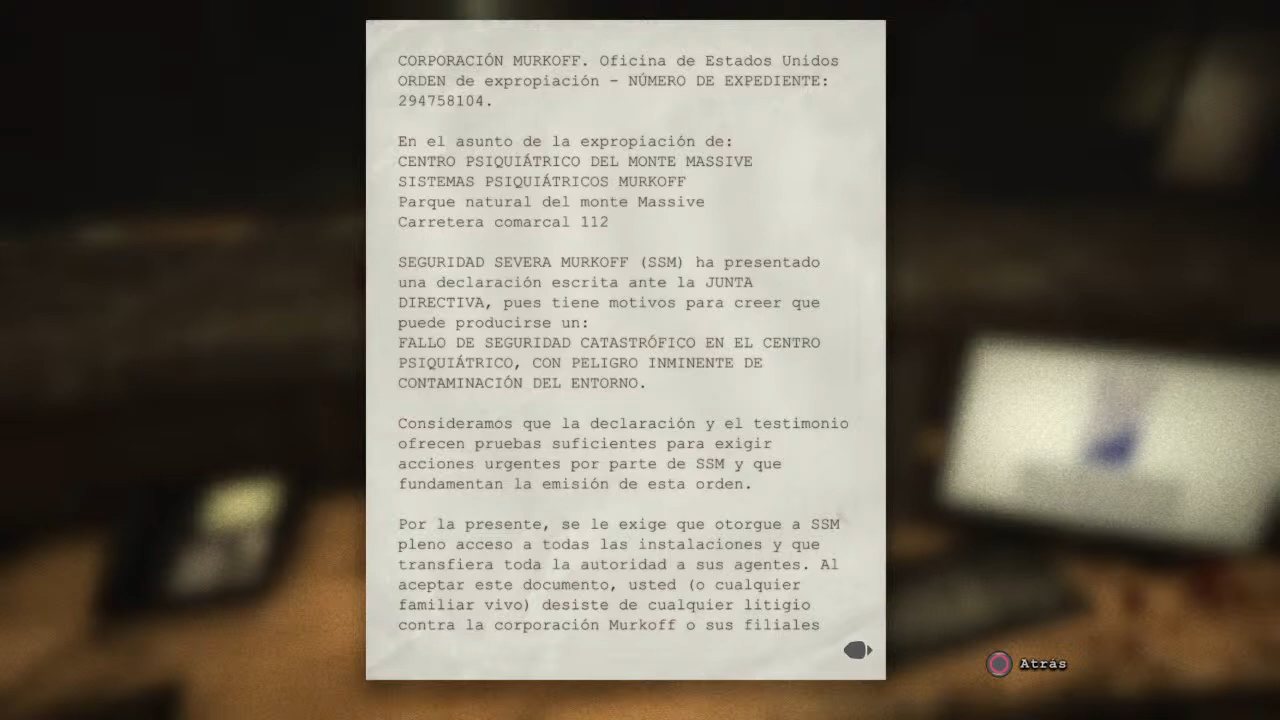 CORPORACIÓN MURKOFF. Oficina de Estados Unidos
ORDEN de expropiación - NÚMERO DE EXPEDIENTE:
294758104.
En el asunto de la expropiación de:
CENTRO PSIQUIÁTRICO DEL MONTE MASSIVE
SISTEMAS PSIQUIÁTRICOS MURKOFF
Parque natural del monte Massive
Carretera comarcal 112
SEGURIDAD SEVERA MURKOFF (SSM) ha presentado
una declaración escrita ante la JUNTA
DIRECTIVA, pues tiene motivos para creer que
puede producirse un:
FALLO DE SEGURIDAD CATASTRÓFICO EN EL CENTRO
PSIQUIÁTRICO, CON PELIGRO INMINENTE DE
CONTAMINACIÓN DEL ENTORNO.
Consideramos que la declaración y el testimonio
ofrecen pruebas suficientes para exigir
acciones urgentes por parte de SSM y que
fundamentan la emisión de esta orden.
Por la presente, se le exige que otorgue a SSM
pleno acceso a todas las instalaciones y que
transfiera toda la autoridad a sus agentes. Al
aceptar este documento, usted (o cualquier
familiar vivo) desiste de cualquier litigio
contra la corporación Murkoff o sus filiales
Atrás